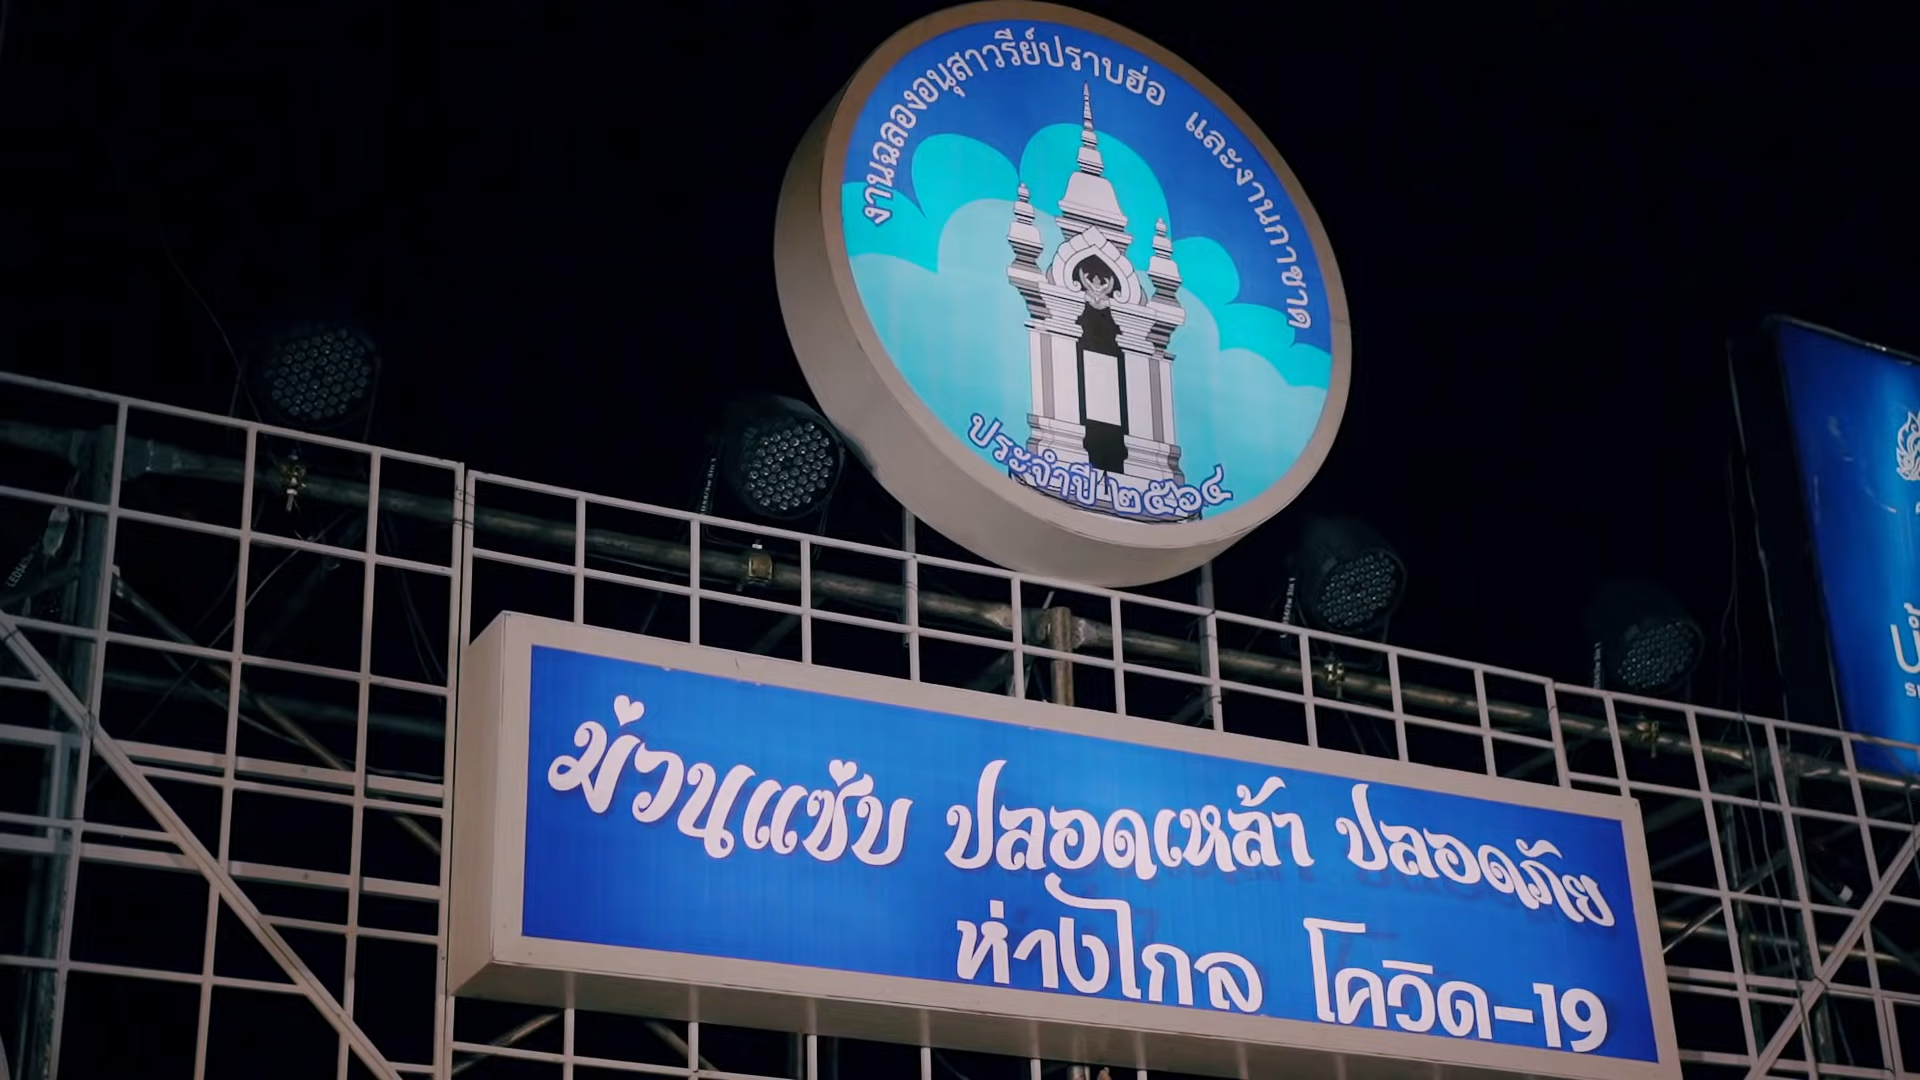 งานฉลองอนุสาวรีย์ปราบฮ่อ และงานกาชาด
ประจำปี ๒๕๖๔
ม่วนแซ่บ ปลอดเหล้า ปลอดภัย
ห่างไกล โควิด-19